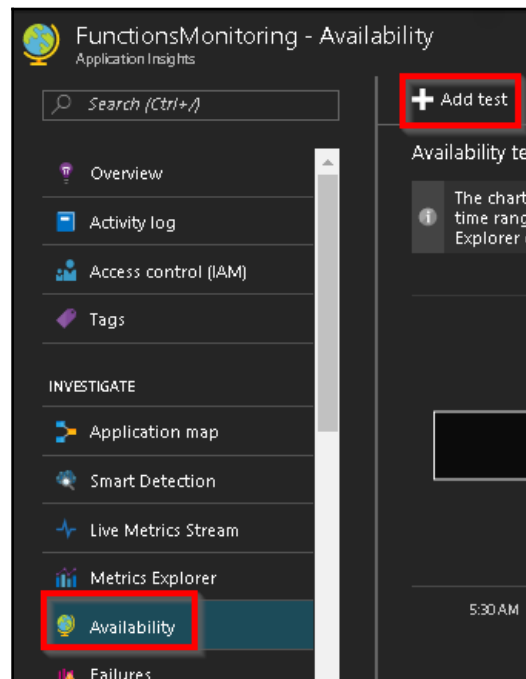 FunctionsMonitoring - Availability
Application Insights
Search (Ctrl+/)
Add test
Availability te
The chart
time rang
Explorer
Overview
Activity log
Access control (IAM)
Tags
INVESTIGATE
Application map
Smart Detection
Live Metrics Stream
Metrics Explorer
Availability
Failures
5:30 AM